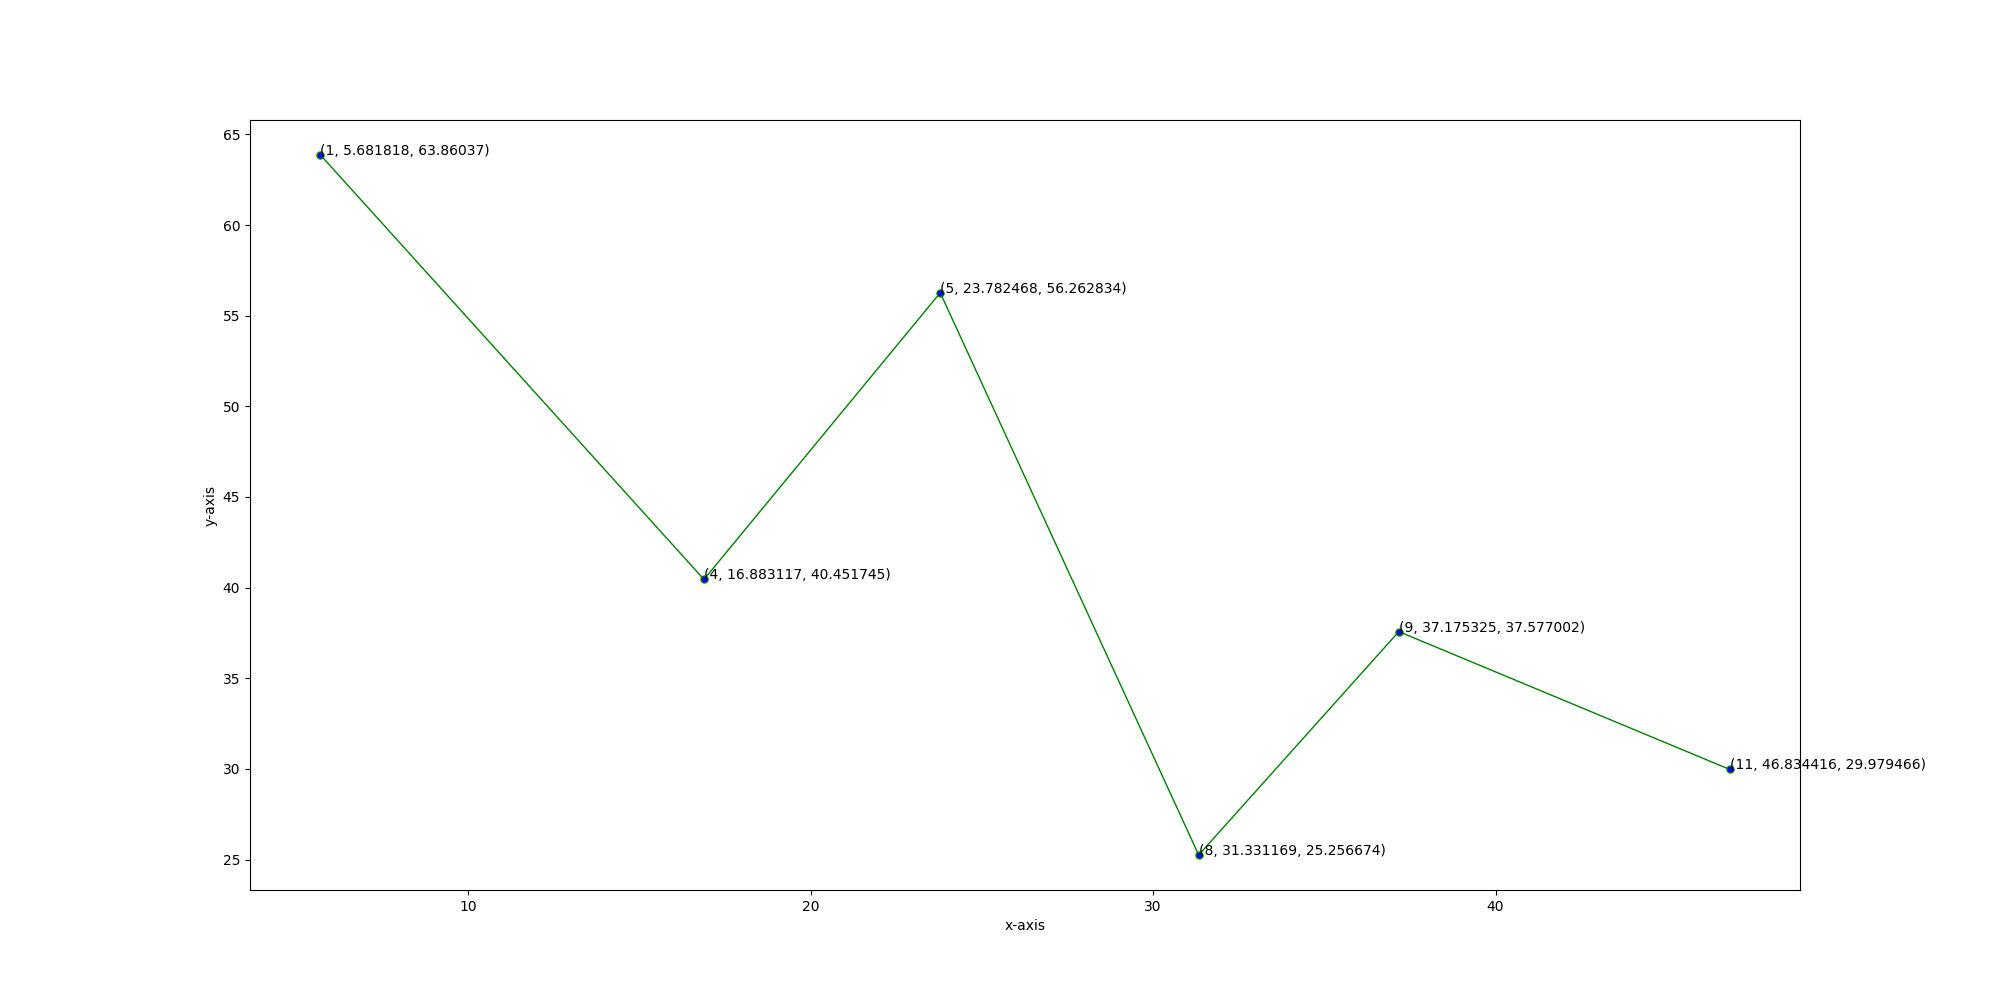 65
(1, 5.681818, 63.86037)
60
(5, 23.782468, 56.262834)
55
50
y-axis
45
(4, 16.883117, 40.451745)
40
(9, 37.175325, 37.577002)
35
30
(11, 46.834416, 29.979466)
(8, 31.331169, 25.256674)
25
10 20 30 40
x-axis